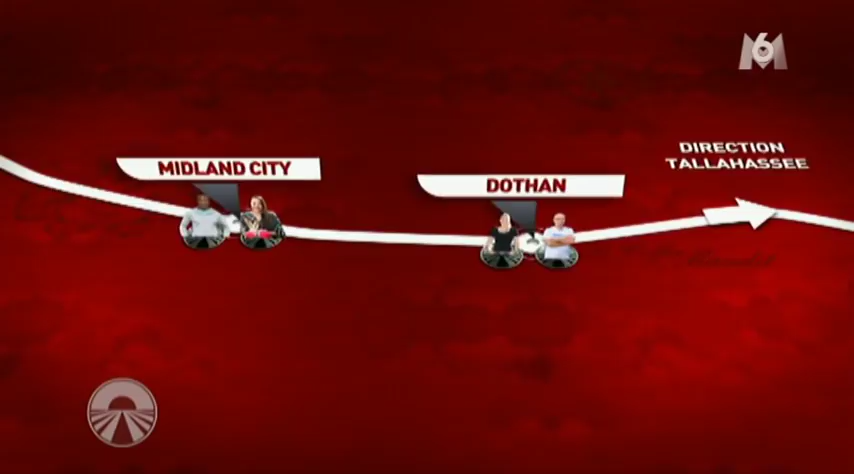 M6
MIDLAND CITY
DOTHAN
DIRECTION
TALLAHASSEE